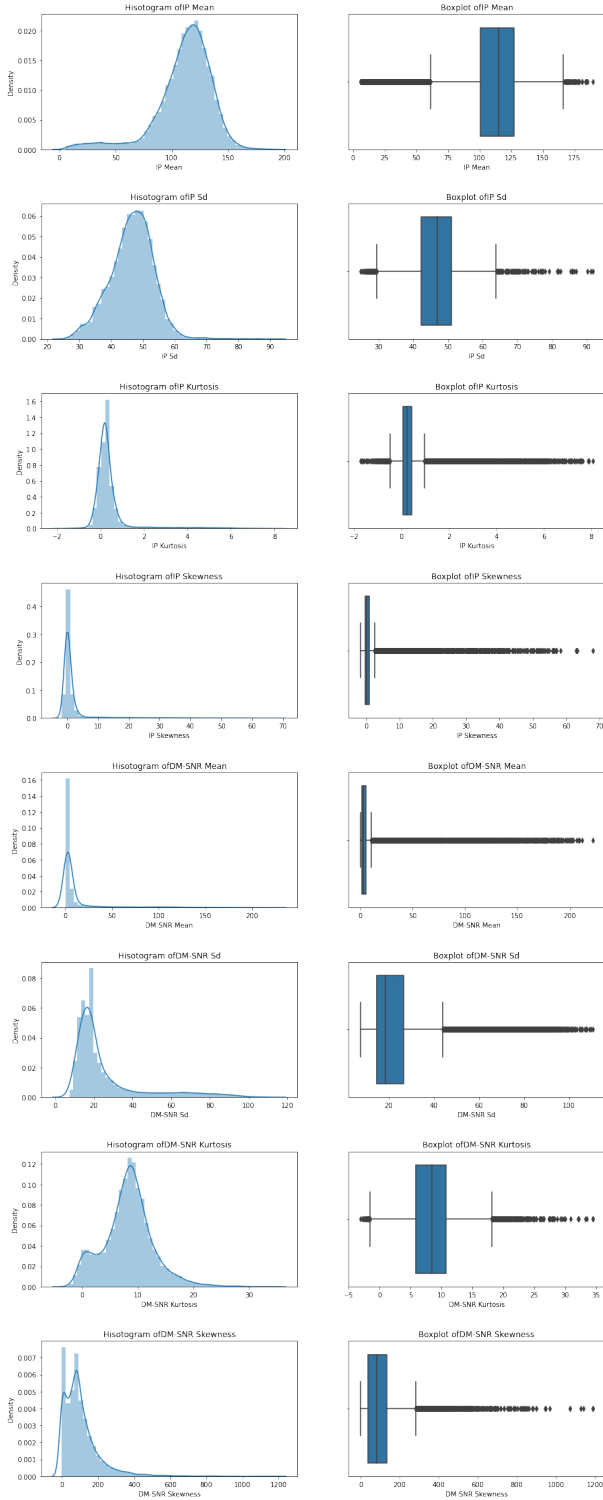 Hisotogram ofIP Mean
Density
0.000 0.005 0.010 0.015 0.020
0 50 100 150 200
IP Mean
Boxplot ofIP Mean
0 25 50 75 100 125 150 175
IP Mean
Hisotogram ofIP Sd
Density
0.00 0.01 0.02 0.03 0.04 0.05 0.06
20 30 40 50 60 70 80 90
IP Sd
Boxplot ofIP Sd
30 40 50 60 70 80 90
IP Sd
Hisotogram ofIP Kurtosis
Density
0.0 0.2 0.4 0.6 0.8 1.0 1.2 1.4 1.6
−2 0 2 4 6 8
IP Kurtosis
Boxplot ofIP Kurtosis
−2 0 2 4 6 8
IP Kurtosis
Hisotogram ofIP Skewness
Density
0.0 0.1 0.2 0.3 0.4
0 10 20 30 40 50 60 70
IP Skewness
Boxplot ofIP Skewness
0 10 20 30 40 50 60 70
IP Skewness
Hisotogram ofDM-SNR Mean
Density
0.00 0.02 0.04 0.06 0.08 0.10 0.12 0.14 0.16
0 50 100 150 200
DM-SNR Mean
Boxplot ofDM-SNR Mean
0 50 100 150 200
DM-SNR Mean
Hisotogram ofDM-SNR Sd
Density
0.00 0.02 0.04 0.06 0.08
0 20 40 60 80 100 120
DM-SNR Sd
Boxplot ofDM-SNR Sd
20 40 60 80 100
DM-SNR Sd
Hisotogram ofDM-SNR Kurtosis
Density
0.00 0.02 0.04 0.06 0.08 0.10 0.12
0 10 20 30
DM-SNR Kurtosis
Boxplot ofDM-SNR Kurtosis
−5 0 5 10 15 20 25 30 35
DM-SNR Kurtosis
Hisotogram ofDM-SNR Skewness
Density
0.000 0.001 0.002 0.003 0.004 0.005 0.006 0.007
0 200 400 600 800 1000 1200
DM-SNR Skewness
Boxplot ofDM-SNR Skewness
0 200 400 600 800 1000 1200
DM-SNR Skewness